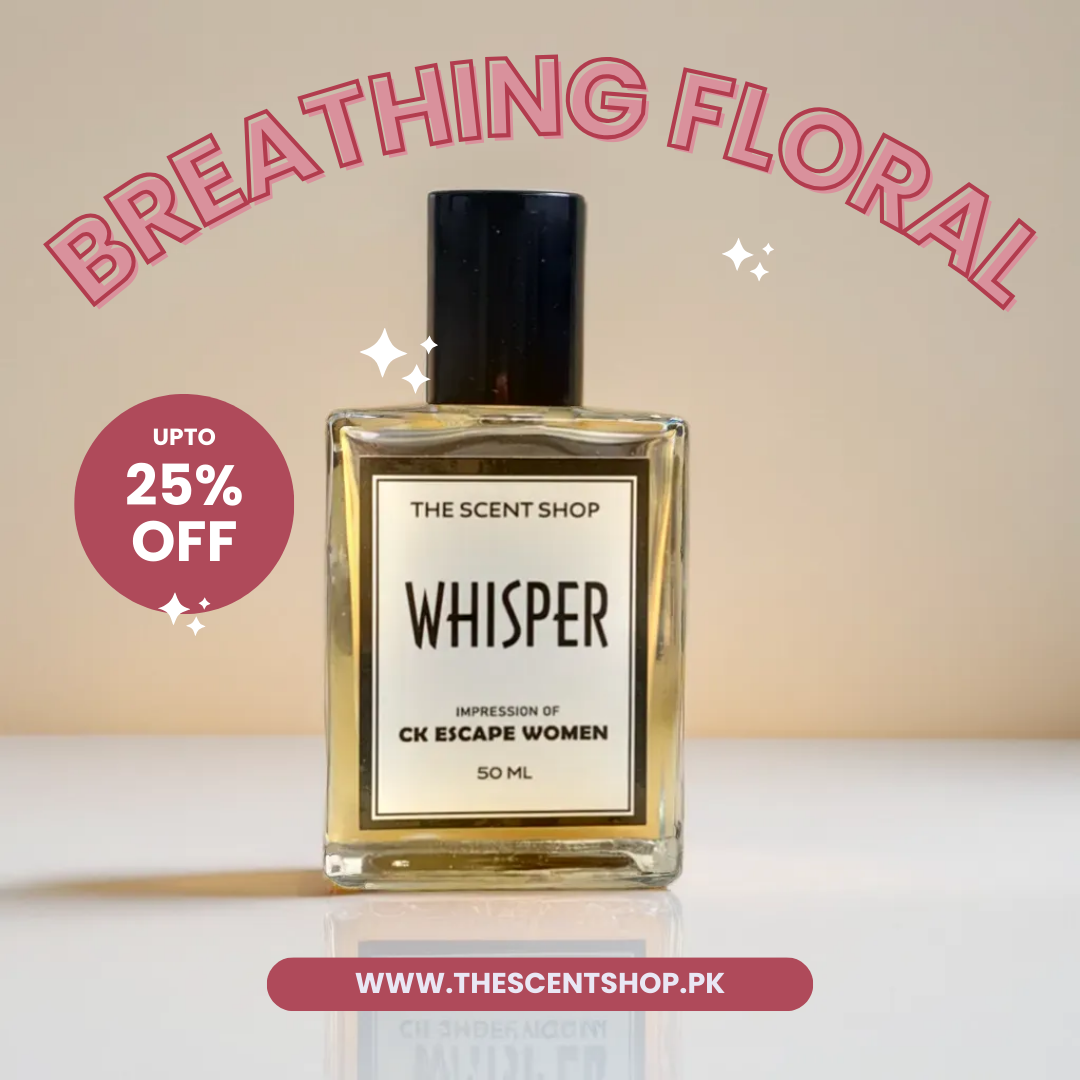 BREATHING FLORAL
UPTO
25%
OFF
THE SCENT SHOP
WHISPER
IMPRESSION OF
CK ESCAPE WOMEN
50 ML
WWW.THESCENTSHOP.PK